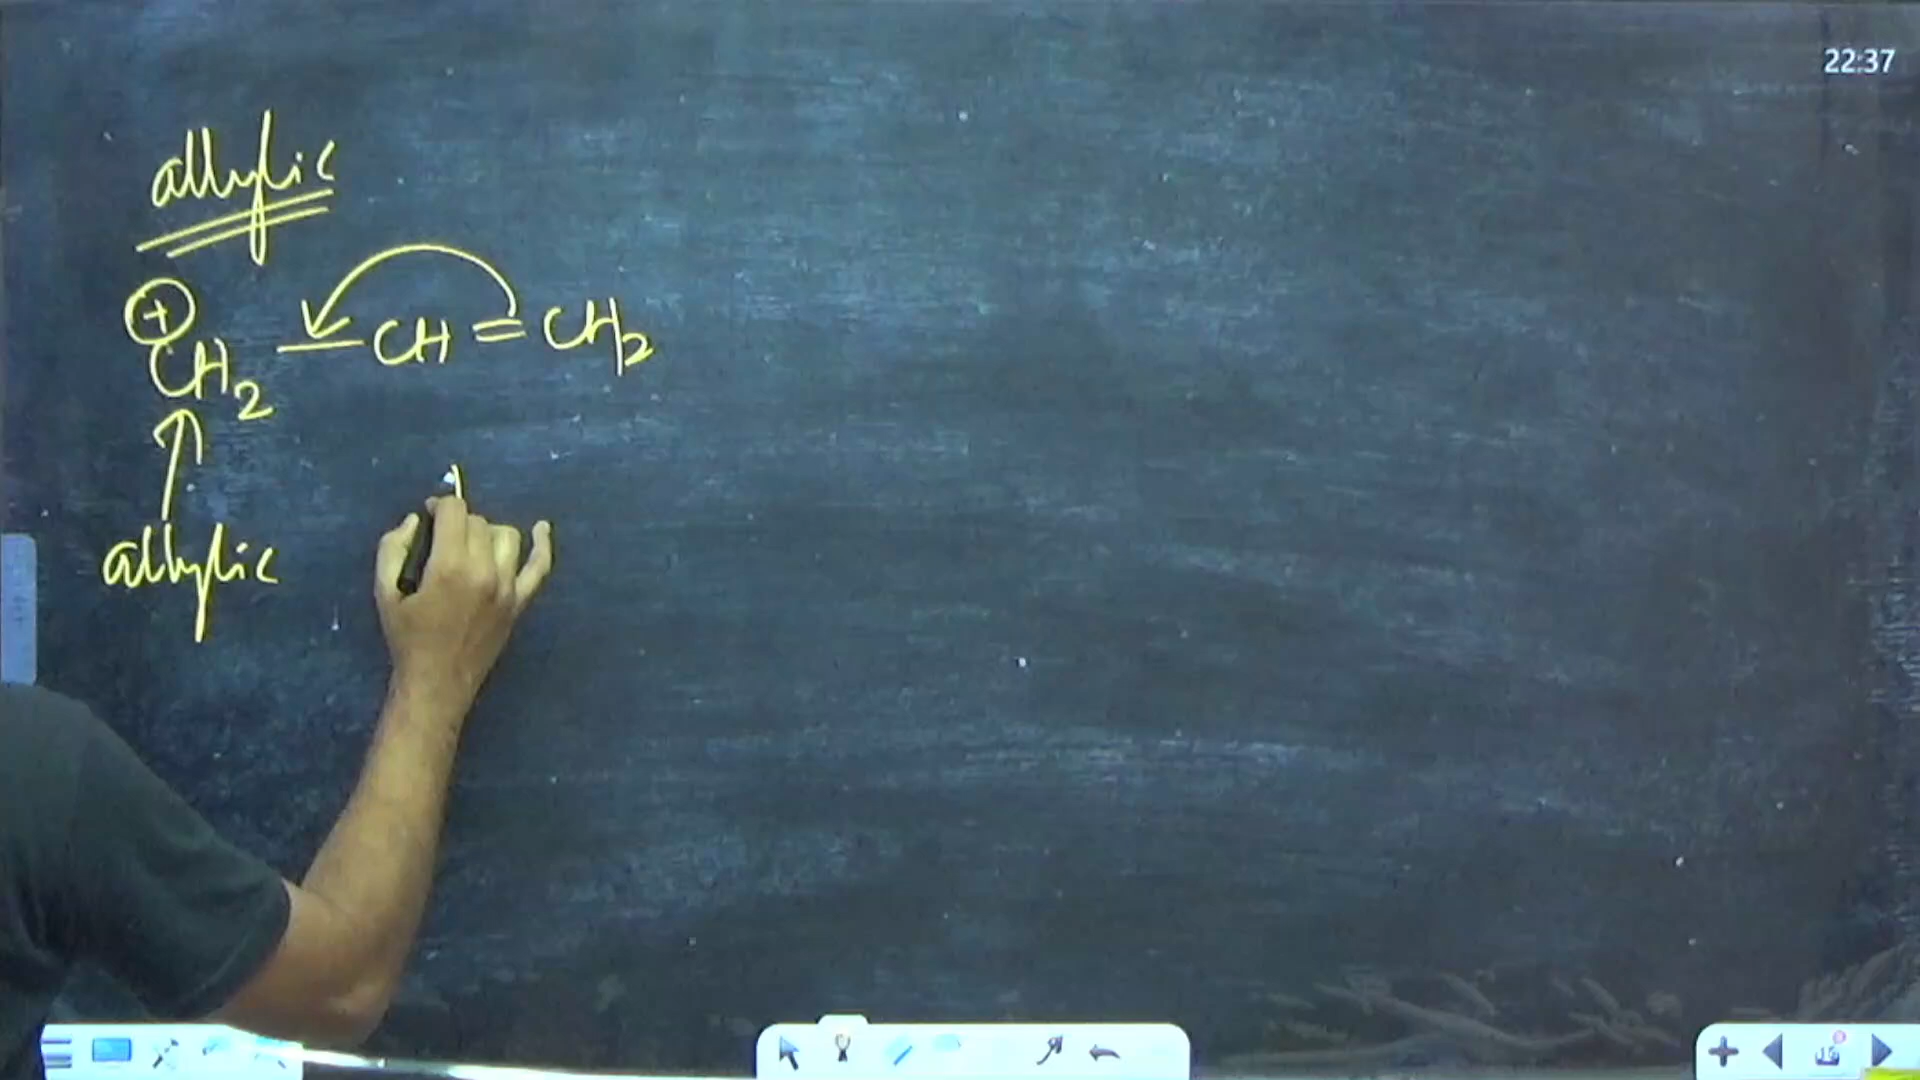 22:37
allylic
⊕
CH2 — CH = CH2
allylic